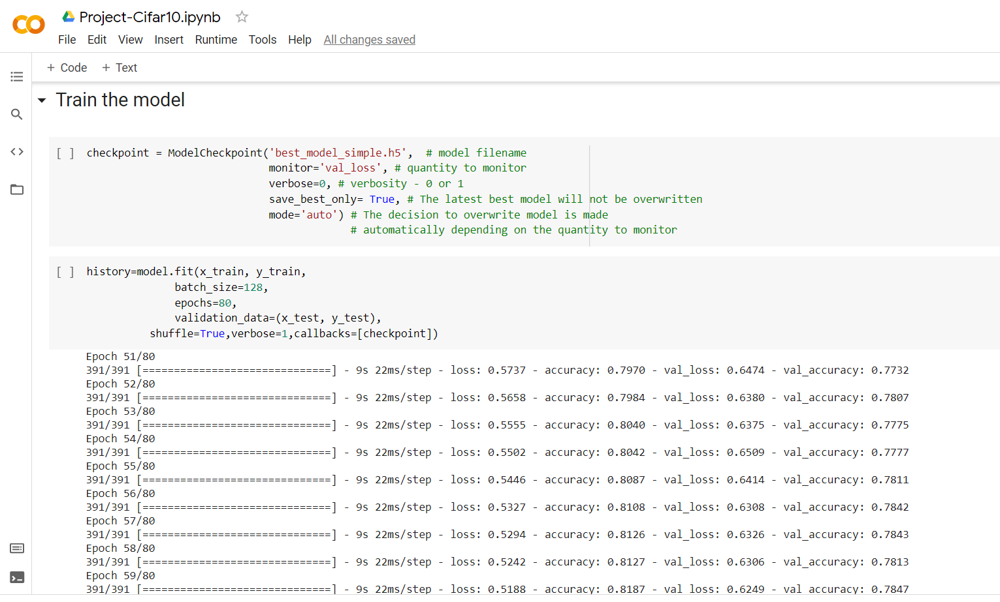 Project-Cifar10.ipynb
File Edit View Insert Runtime Tools Help All changes saved
+ Code + Text
Train the model
[ ] checkpoint = ModelCheckpoint('best_model_simple.h5',  # model filename
monitor='val_loss', # quantity to monitor
verbose=0, # verbosity - 0 or 1
save_best_only= True, # The latest best model will not be overwritten
mode='auto') # The decision to overwrite model is made
# automatically depending on the quantity to monitor
[ ] history=model.fit(x_train, y_train,
batch_size=128,
epochs=80,
validation_data=(x_test, y_test),
shuffle=True,verbose=1,callbacks=[checkpoint])
Epoch 51/80
391/391 [==============================] - 9s 22ms/step - loss: 0.5737 - accuracy: 0.7970 - val_loss: 0.6474 - val_accuracy: 0.7732
Epoch 52/80
391/391 [==============================] - 9s 22ms/step - loss: 0.5658 - accuracy: 0.7984 - val_loss: 0.6380 - val_accuracy: 0.7807
Epoch 53/80
391/391 [==============================] - 9s 22ms/step - loss: 0.5555 - accuracy: 0.8040 - val_loss: 0.6375 - val_accuracy: 0.7775
Epoch 54/80
391/391 [==============================] - 9s 22ms/step - loss: 0.5502 - accuracy: 0.8042 - val_loss: 0.6509 - val_accuracy: 0.7777
Epoch 55/80
391/391 [==============================] - 9s 22ms/step - loss: 0.5446 - accuracy: 0.8087 - val_loss: 0.6414 - val_accuracy: 0.7811
Epoch 56/80
391/391 [==============================] - 9s 22ms/step - loss: 0.5327 - accuracy: 0.8108 - val_loss: 0.6308 - val_accuracy: 0.7842
Epoch 57/80
391/391 [==============================] - 9s 22ms/step - loss: 0.5294 - accuracy: 0.8126 - val_loss: 0.6326 - val_accuracy: 0.7843
Epoch 58/80
391/391 [==============================] - 9s 22ms/step - loss: 0.5242 - accuracy: 0.8127 - val_loss: 0.6306 - val_accuracy: 0.7813
Epoch 59/80
391/391 [==============================] - 9s 22ms/step - loss: 0.5188 - accuracy: 0.8187 - val_loss: 0.6249 - val_accuracy: 0.7847